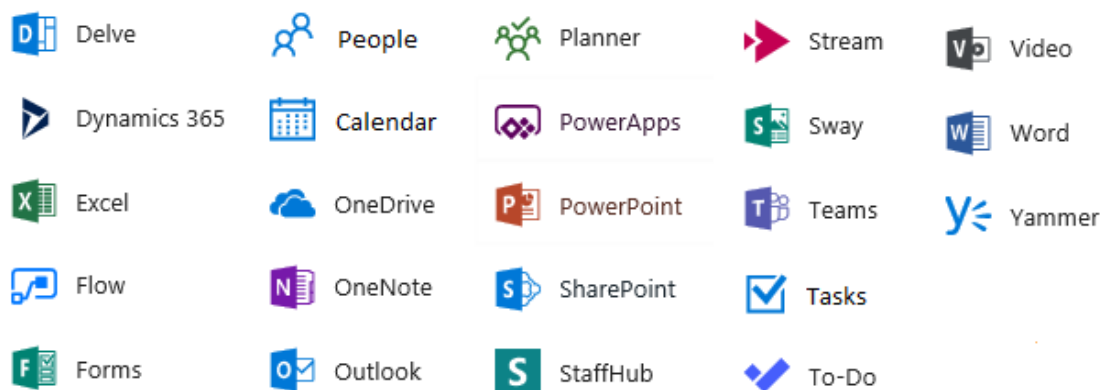 Delve
Dynamics 365
Excel
Flow
Forms
People
Calendar
OneDrive
OneNote
Outlook
Planner
PowerApps
PowerPoint
SharePoint
StaffHub
Stream
Sway
Teams
Tasks
To-Do
Video
Word
Yammer